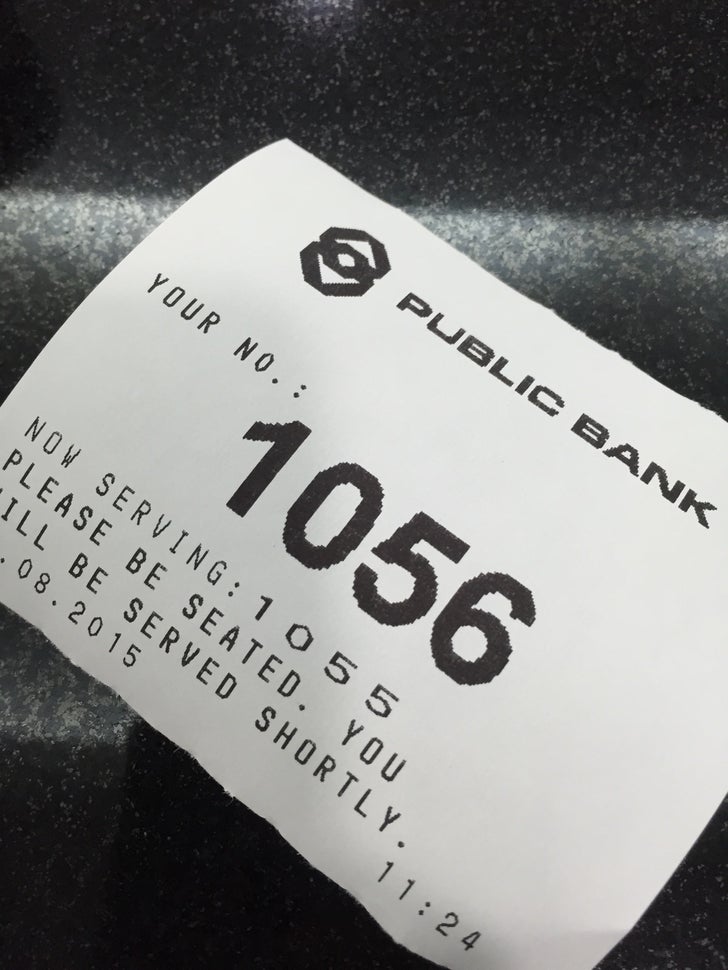 PUBLIC BANK
YOUR NO.:
1056
NOW SERVING: 1055
PLEASE BE SEATED. YOU
ILL BE SERVED SHORTLY.
.08.2015 11:24